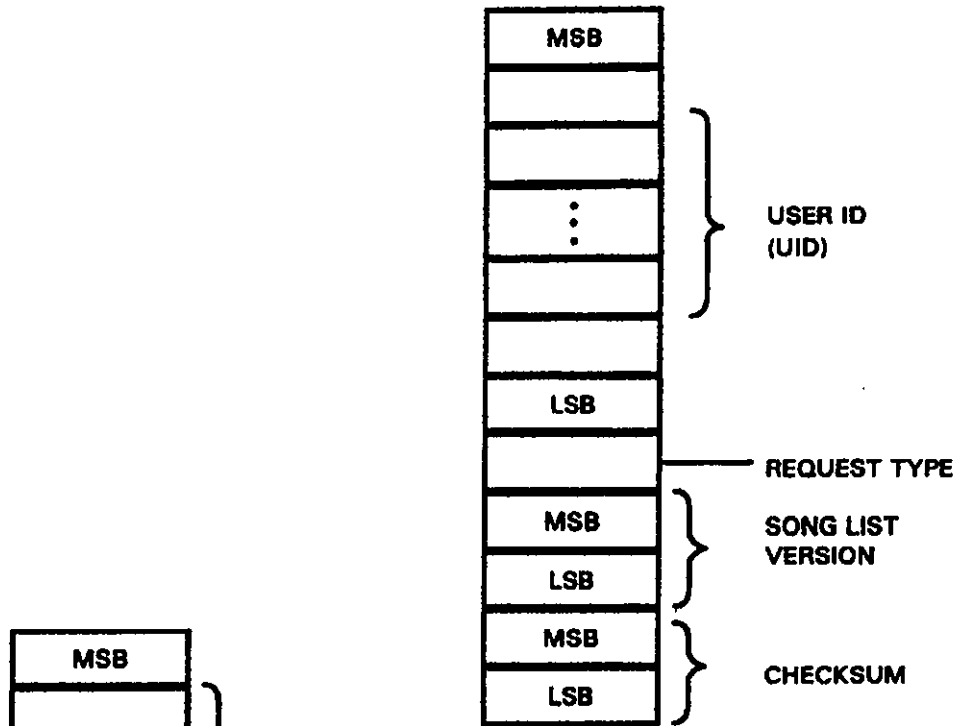 MSB
USER ID
(UID)
LSB
REQUEST TYPE
MSB
SONG LIST
VERSION
LSB
MSB
CHECKSUM
LSB
MSB